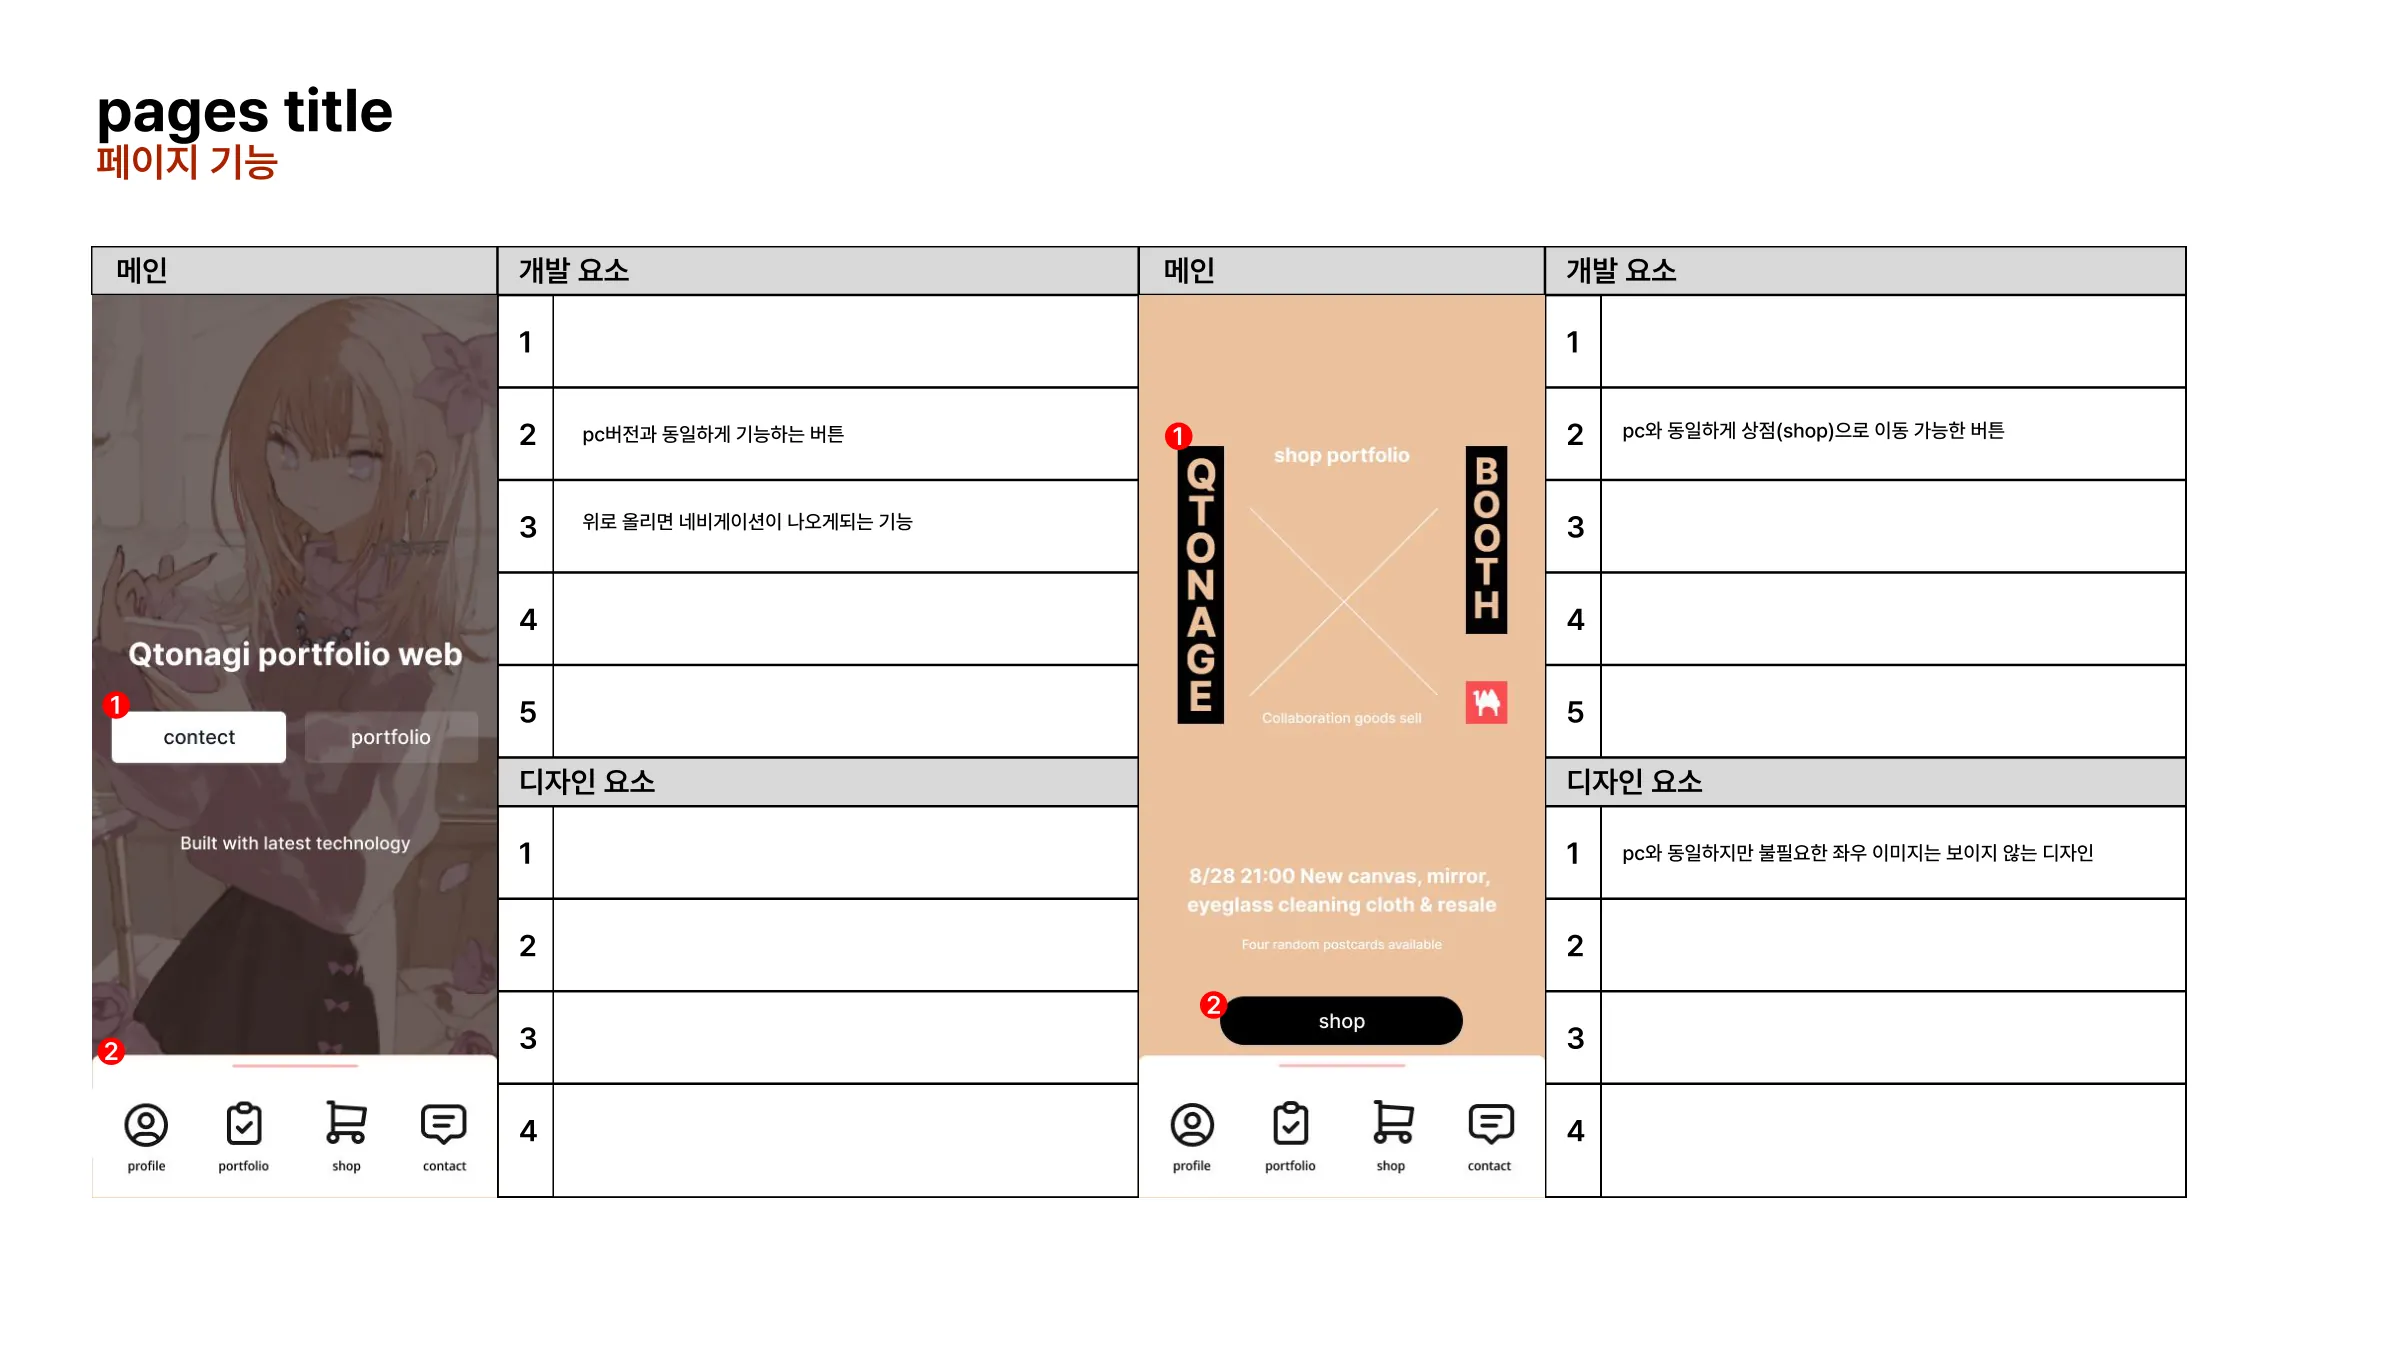 pages title
페이지 기능
메인
1
Qtonagi portfolio web
contect
portfolio
Built with latest technology
2
profile
portfolio
shop
contact
개발 요소
1
2
pc버전과 동일하게 기능하는 버튼
3
위로 올리면 네비게이션이 나오게되는 기능
4
5
디자인 요소
1
2
3
4
메인
1
QTONAGE
shop portfolio
BOOTH
Collaboration goods sell
8/28 21:00 New canvas, mirror,
eyeglass cleaning cloth & resale
Four random postcards available
2
shop
profile
portfolio
shop
contact
개발 요소
1
2
pc와 동일하게 상점(shop)으로 이동 가능한 버튼
3
4
5
디자인 요소
1
pc와 동일하지만 불필요한 좌우 이미지는 보이지 않는 디자인
2
3
4